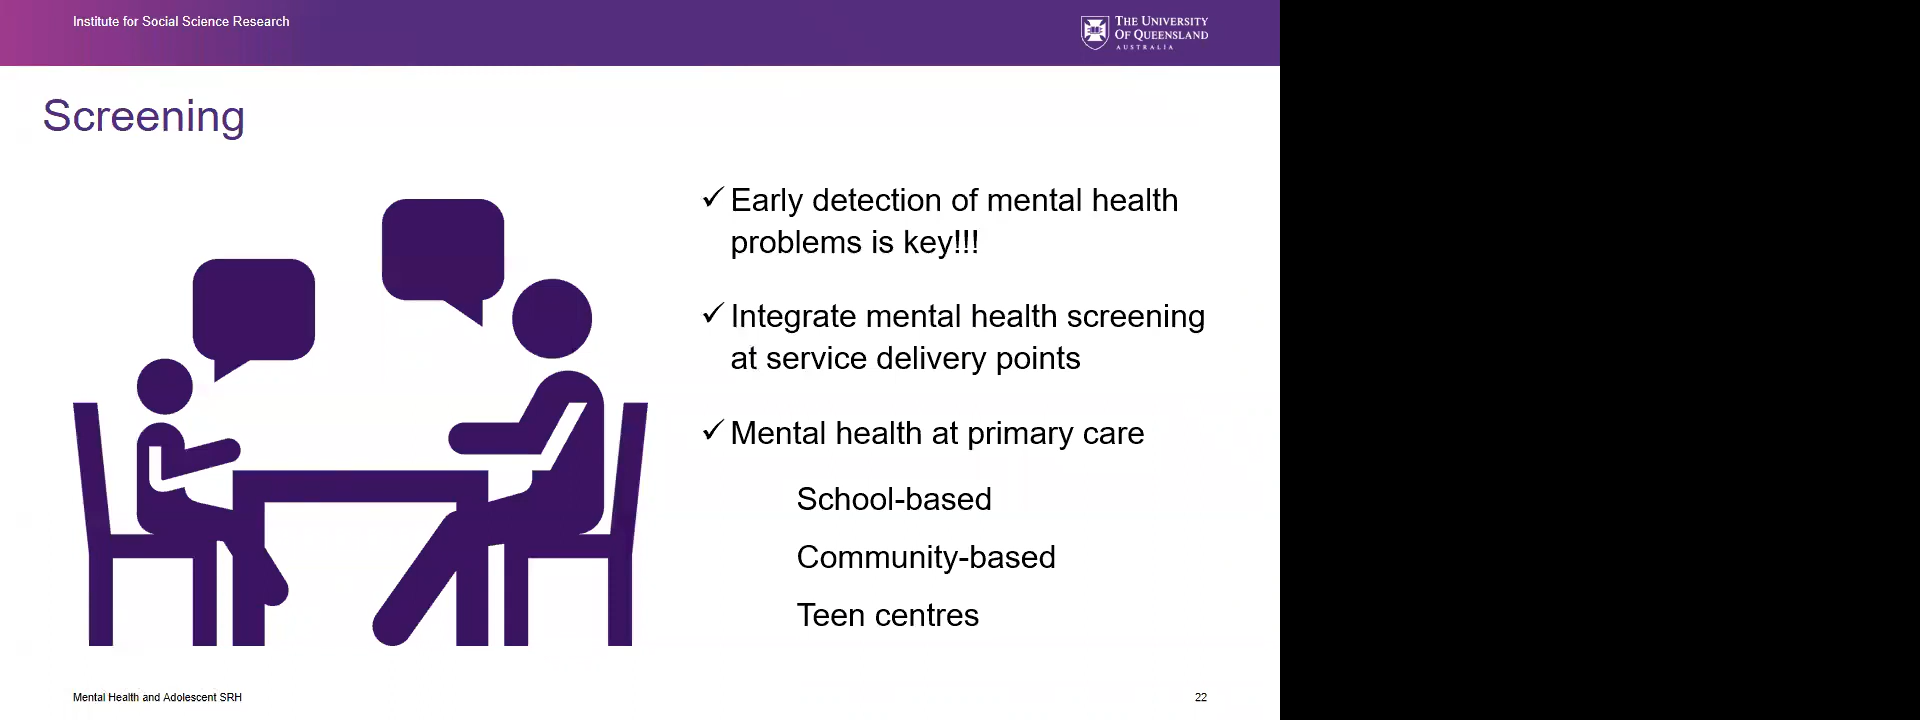 Institute for Social Science Research
THE UNIVERSITY
OF QUEENSLAND
AUSTRALIA
Screening
✓ Early detection of mental health
problems is key!!!
✓ Integrate mental health screening
at service delivery points
✓ Mental health at primary care
School-based
Community-based
Teen centres
Mental Health and Adolescent SRH
22